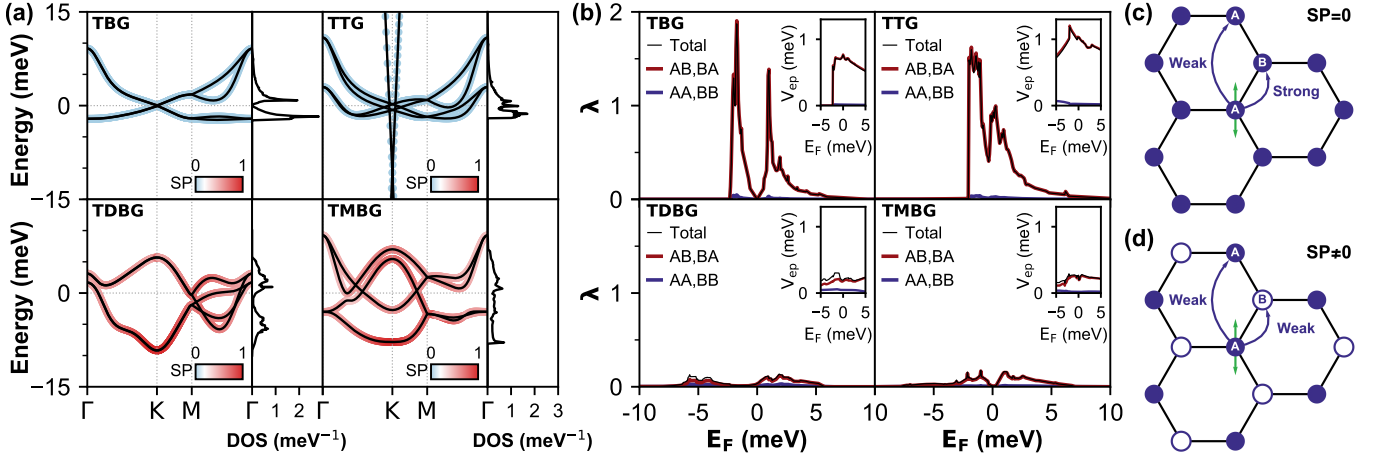 (a)
Energy (meV)
15
0
−15
TBG
0 1
SP
TTG
0 1
SP
Energy (meV)
15
0
−15
TDBG
0 1
SP
TMBG
0 1
SP
Γ K M Γ 1 2 Γ K M Γ 1 2 3
DOS (meV⁻¹) DOS (meV⁻¹)
(b)
λ
2
1
0
TBG
Total
AB,BA
AA,BB
V_ep (meV)
1
0
−5 0 5
E_F (meV)
TTG
Total
AB,BA
AA,BB
V_ep (meV)
1
0
−5 0 5
E_F (meV)
λ
1
0
TDBG
Total
AB,BA
AA,BB
V_ep (meV)
1
0
−5 0 5
E_F (meV)
TMBG
Total
AB,BA
AA,BB
V_ep (meV)
1
0
−5 0 5
E_F (meV)
−10 −5 0 5 10 −5 0 5 10
E_F (meV) E_F (meV)
(c)
SP=0
A
B
Weak
Strong
A
(d)
SP≠0
A
B
Weak
Weak
A